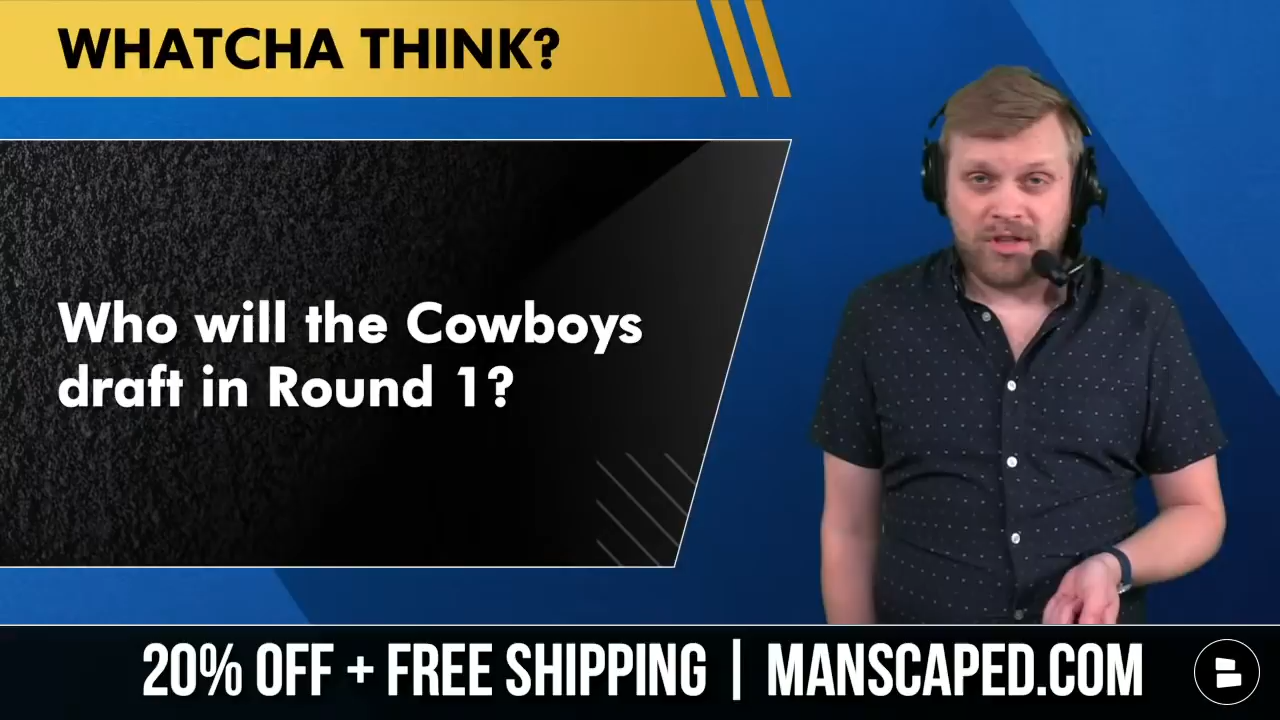 WHATCHA THINK?
Who will the Cowboys
draft in Round 1?
20% OFF + FREE SHIPPING | MANSCAPED.COM